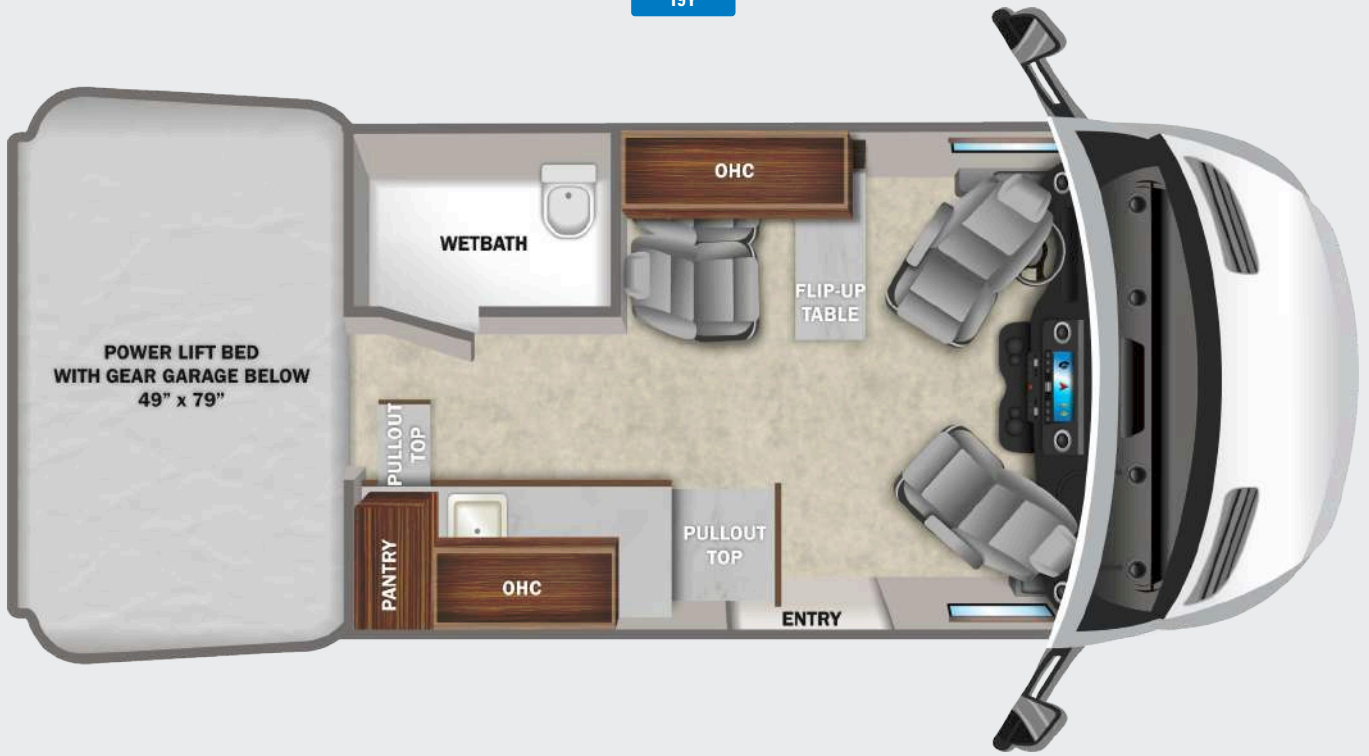 OHC
WETBATH
FLIP-UP
TABLE
POWER LIFT BED
WITH GEAR GARAGE BELOW
49" x 79"
PULLOUT
TOP
PULLOUT
TOP
PANTRY
OHC
ENTRY